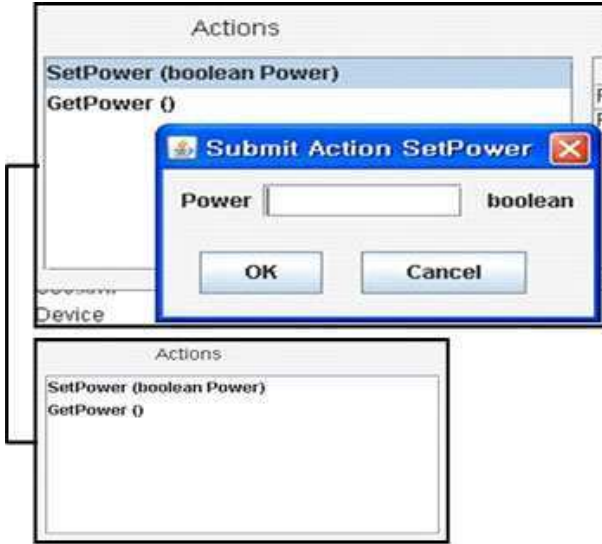 Actions
SetPower (boolean Power)
GetPower ()
Submit Action SetPower
Power boolean
OK Cancel
Device
Actions
SetPower (boolean Power)
GetPower ()